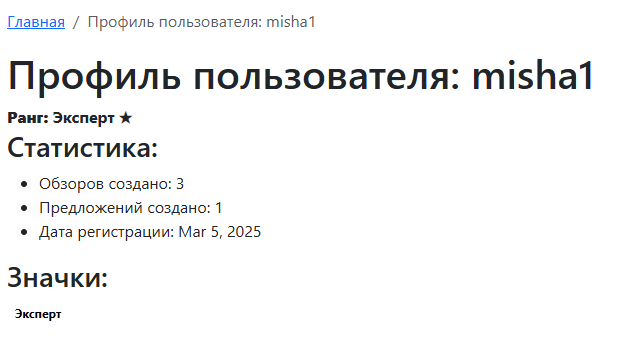 Главная / Профиль пользователя: misha1
Профиль пользователя: misha1
Ранг: Эксперт ★
Статистика:
• Обзоров создано: 3
• Предложений создано: 1
• Дата регистрации: Mar 5, 2025
Значки:
Эксперт